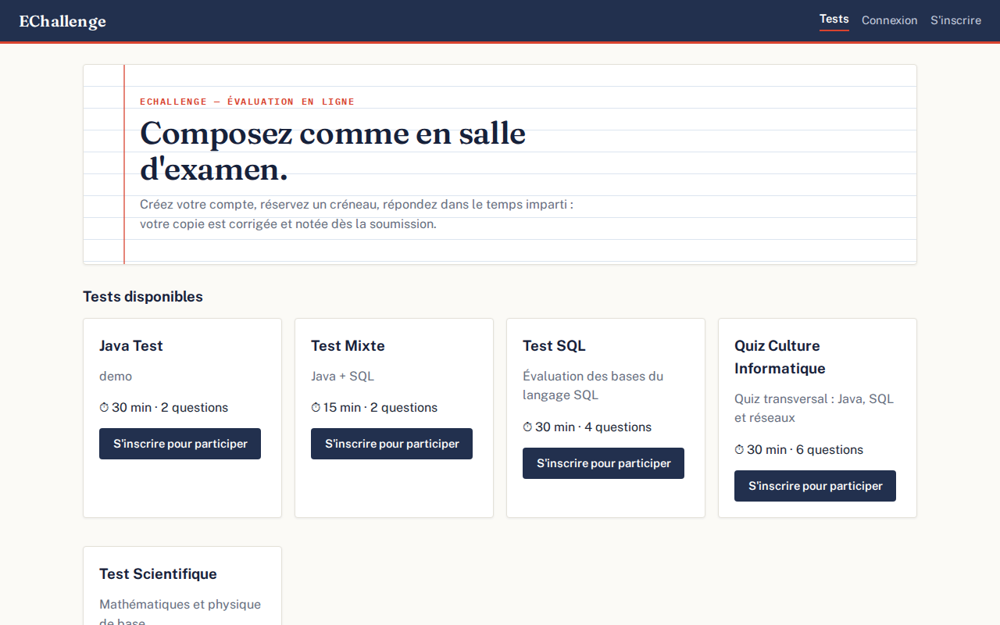 EChallenge
Tests
Connexion
S'inscrire
ECHALLENGE — ÉVALUATION EN LIGNE
Composez comme en salle
d'examen.
Créez votre compte, réservez un créneau, répondez dans le temps imparti :
votre copie est corrigée et notée dès la soumission.
Tests disponibles
Java Test
demo
⏱ 30 min · 2 questions
S'inscrire pour participer
Test Mixte
Java + SQL
⏱ 15 min · 2 questions
S'inscrire pour participer
Test SQL
Évaluation des bases du
langage SQL
⏱ 30 min · 4 questions
S'inscrire pour participer
Quiz Culture
Informatique
Quiz transversal : Java, SQL
et réseaux
⏱ 30 min · 6 questions
S'inscrire pour participer
Test Scientifique
Mathématiques et physique
de base